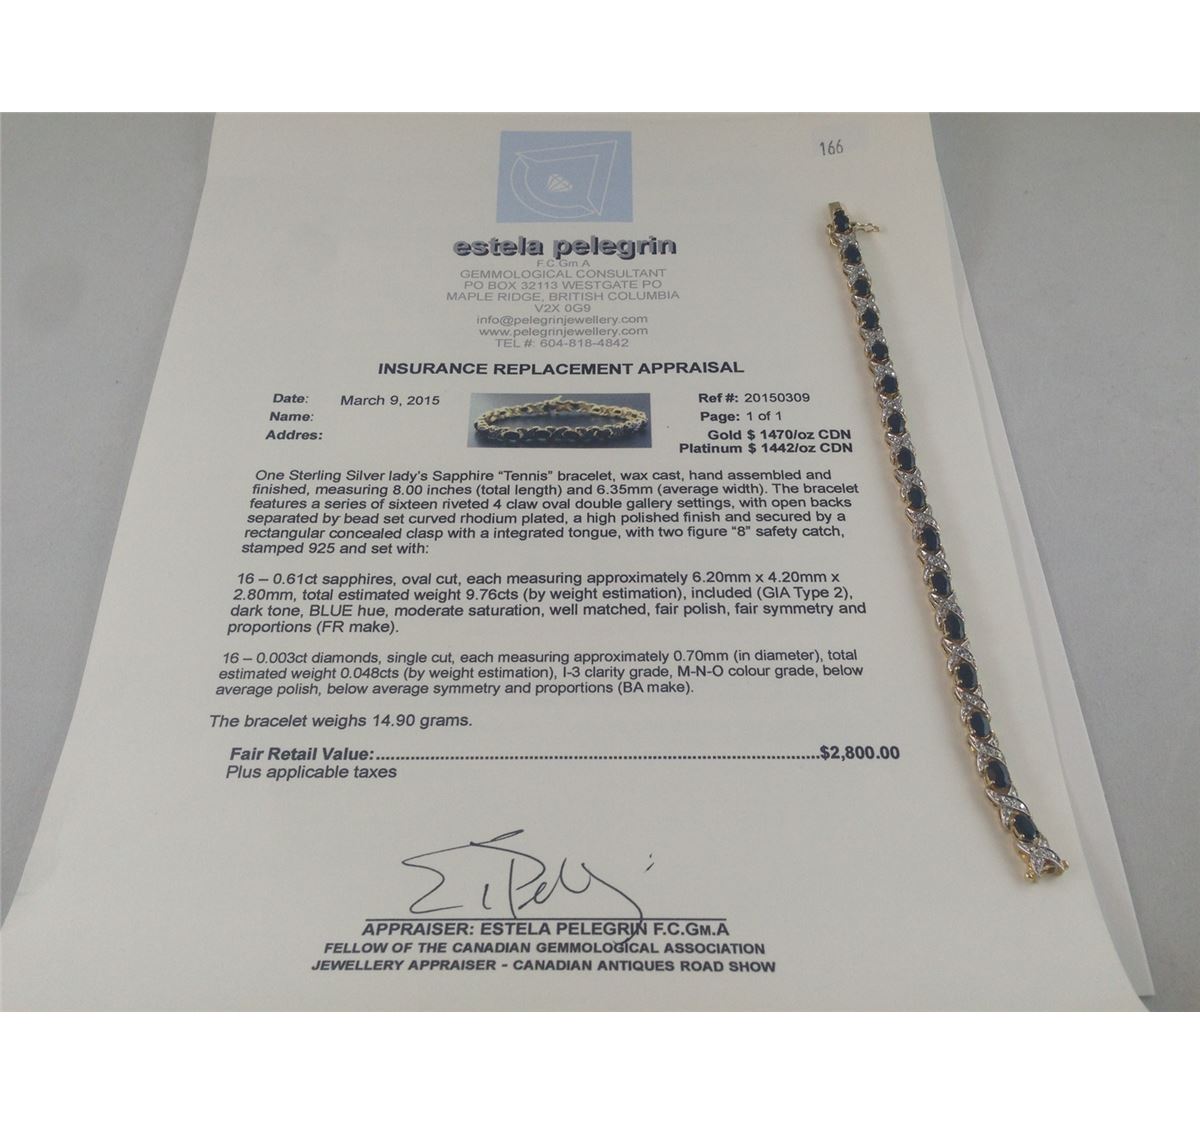 166
estela pelegrin
F.C.Gm.A
GEMMOLOGICAL CONSULTANT
PO BOX 32113 WESTGATE PO
MAPLE RIDGE, BRITISH COLUMBIA
V2X 0G9
info@pelegrinjewellery.com
www.pelegrinjewellery.com
TEL #: 604-818-4842
INSURANCE REPLACEMENT APPRAISAL
Date: March 9, 2015
Name:
Addres:
Ref #: 20150309
Page: 1 of 1
Gold $ 1470/oz CDN
Platinum $ 1442/oz CDN
One Sterling Silver lady's Sapphire "Tennis" bracelet, wax cast, hand assembled and
finished, measuring 8.00 inches (total length) and 6.35mm (average width). The bracelet
features a series of sixteen riveted 4 claw oval double gallery settings, with open backs
separated by bead set curved rhodium plated, a high polished finish and secured by a
rectangular concealed clasp with a integrated tongue, with two figure "8" safety catch,
stamped 925 and set with:
16 – 0.61ct sapphires, oval cut, each measuring approximately 6.20mm x 4.20mm x
2.80mm, total estimated weight 9.76cts (by weight estimation), included (GIA Type 2),
dark tone, BLUE hue, moderate saturation, well matched, fair polish, fair symmetry and
proportions (FR make).
16 – 0.003ct diamonds, single cut, each measuring approximately 0.70mm (in diameter), total
estimated weight 0.048cts (by weight estimation), I-3 clarity grade, M-N-O colour grade, below
average polish, below average symmetry and proportions (BA make).
The bracelet weighs 14.90 grams.
Fair Retail Value:..............................................................................................$2,800.00
Plus applicable taxes
APPRAISER: ESTELA PELEGRIN F.C.GM.A
FELLOW OF THE CANADIAN GEMMOLOGICAL ASSOCIATION
JEWELLERY APPRAISER - CANADIAN ANTIQUES ROAD SHOW